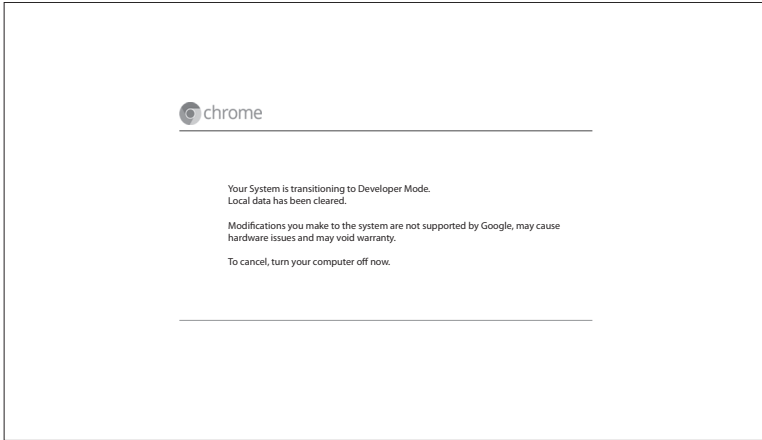 chrome
Your System is transitioning to Developer Mode.
Local data has been cleared.
Modifications you make to the system are not supported by Google, may cause
hardware issues and may void warranty.
To cancel, turn your computer off now.